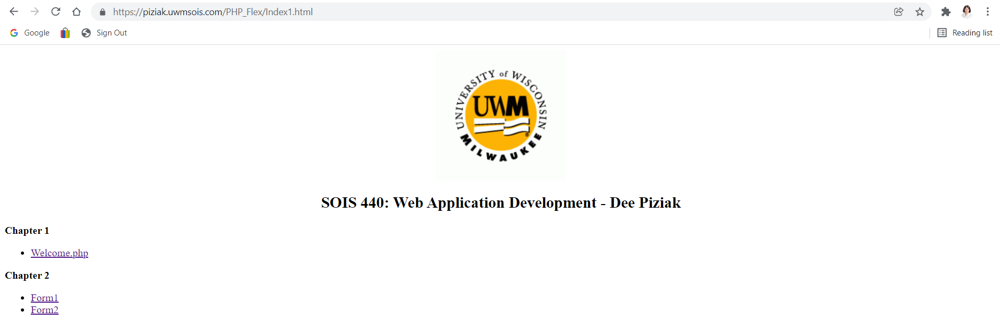 https://piziak.uwmsois.com/PHP_Flex/Index1.html
Google Sign Out Reading list
UNIVERSITY of WISCONSIN
UWM
®
MILWAUKEE
SOIS 440: Web Application Development - Dee Piziak
Chapter 1
• Welcome.php
Chapter 2
• Form1
• Form2